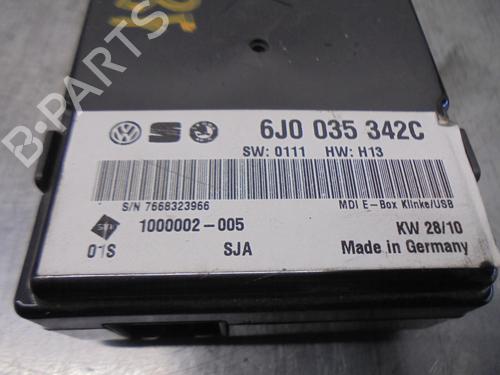 6J0 035 342C
SW: 0111 HW: H13
S/N 7668323966
MDI E-Box Klinke/USB
1000002-005
KW 28/10
01S
SJA
Made in Germany
B-PARTS